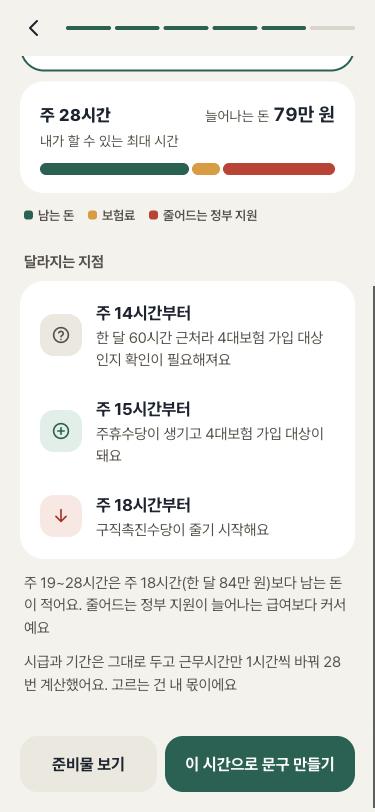 주 28시간
늘어나는 돈 79만 원
내가 할 수 있는 최대 시간
남는 돈 보험료 줄어드는 정부 지원
달라지는 지점
주 14시간부터
한 달 60시간 근처라 4대보험 가입 대상
인지 확인이 필요해져요
주 15시간부터
주휴수당이 생기고 4대보험 가입 대상이
돼요
주 18시간부터
구직촉진수당이 줄기 시작해요
주 19~28시간은 주 18시간(한 달 84만 원)보다 남는 돈
이 적어요. 줄어드는 정부 지원이 늘어나는 급여보다 커서
예요
시급과 기간은 그대로 두고 근무시간만 1시간씩 바꿔 28
번 계산했어요. 고르는 건 내 몫이에요
준비물 보기
이 시간으로 문구 만들기